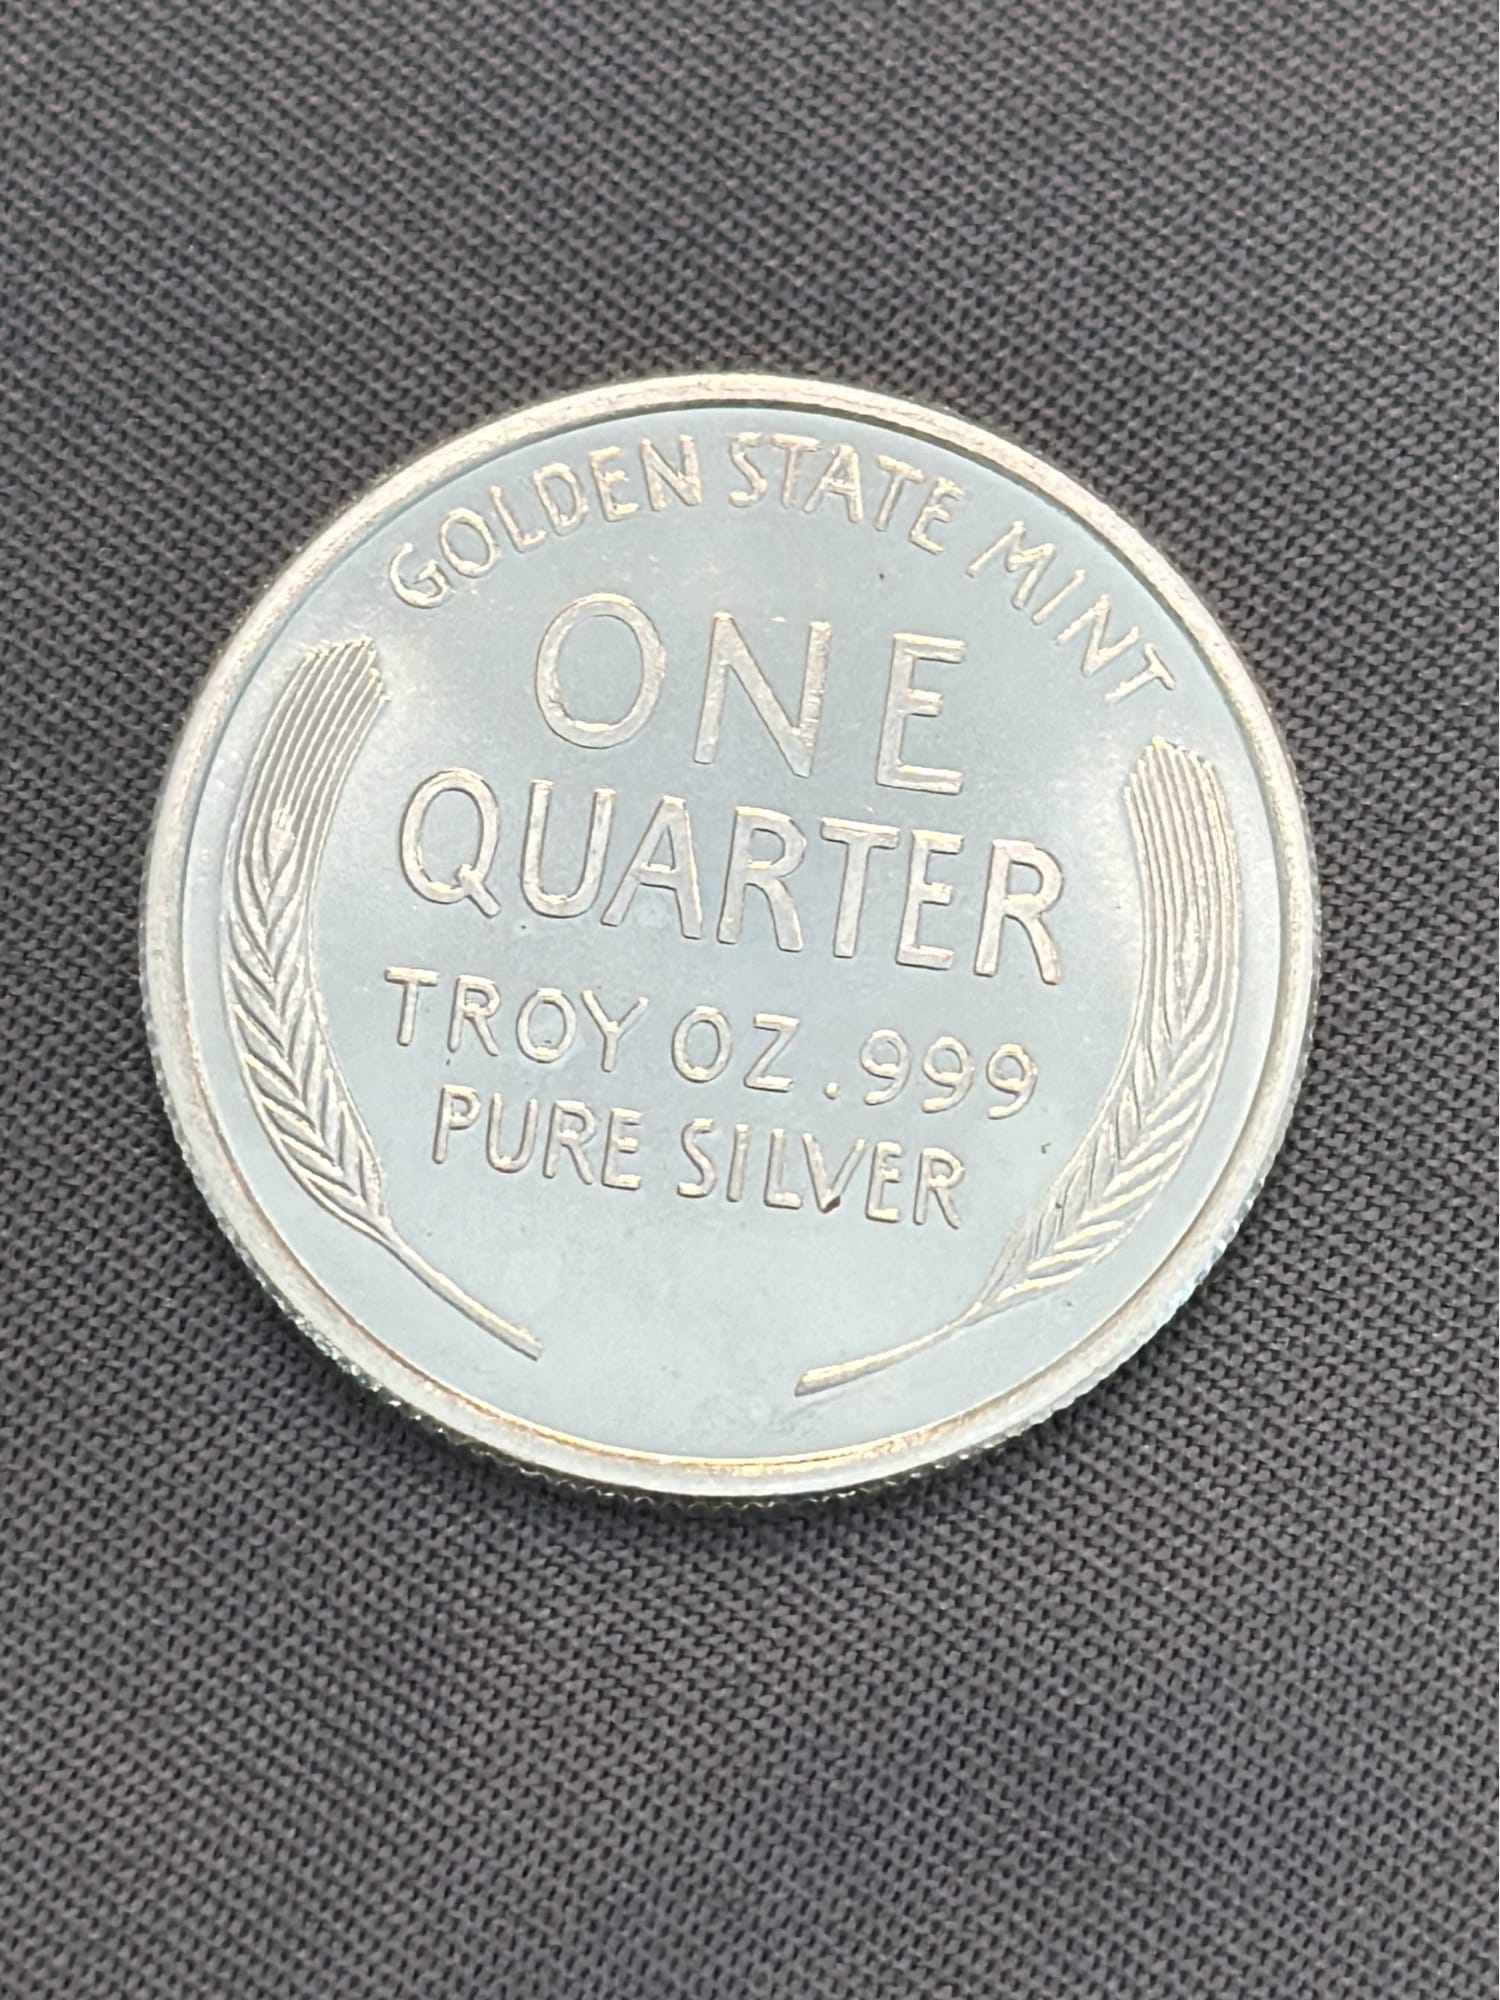 GOLDEN STATE MINT
ONE
QUARTER
TROY OZ .999
PURE SILVER